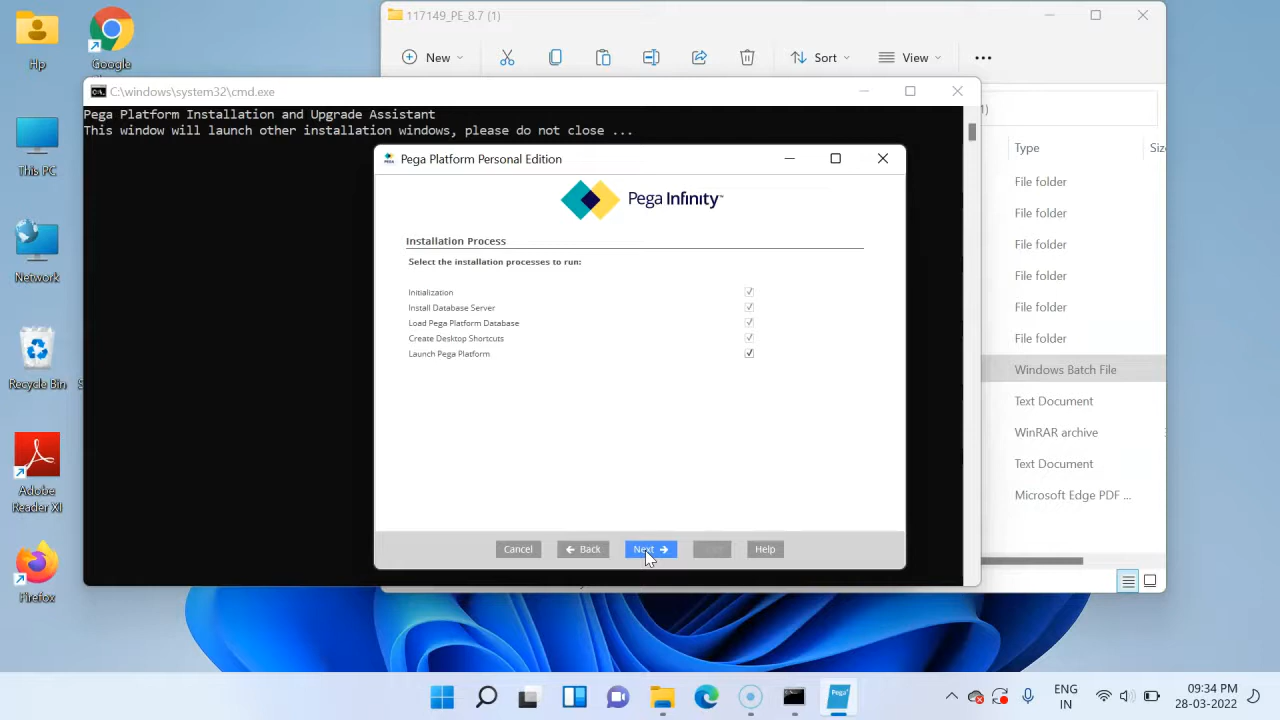 Hp
Google
This PC
Network
Recycle Bin
Adobe
Reader XI
Firefox
117149_PE_8.7 (1)
New
Sort
View
Type
File folder
File folder
File folder
File folder
File folder
File folder
Windows Batch File
Text Document
WinRAR archive
Text Document
Microsoft Edge PDF ...
C:\windows\system32\cmd.exe
Pega Platform Installation and Upgrade Assistant
This window will launch other installation windows, please do not close ...
Pega Platform Personal Edition
Pega Infinity™
Installation Process
Select the installation processes to run:
Initialization
Install Database Server
Load Pega Platform Database
Create Desktop Shortcuts
Launch Pega Platform
Cancel
Back
Next
Help
ENG
IN
09:34 PM
28-03-2022